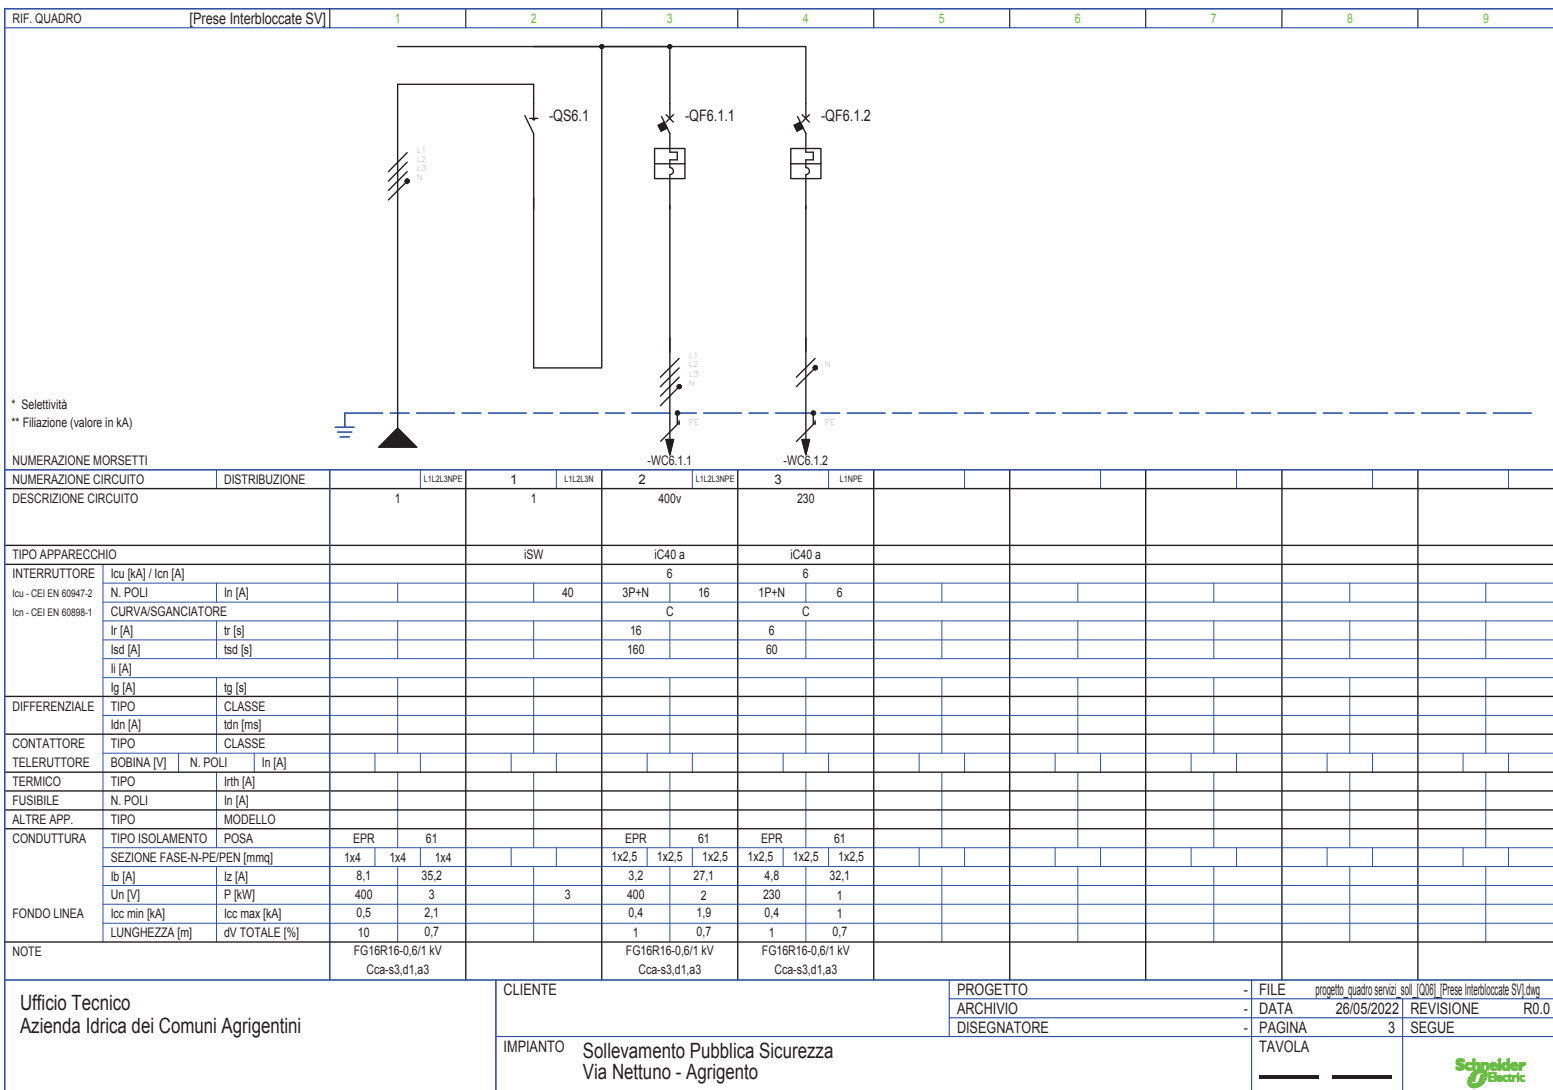 RIF. QUADRO [Prese Interbloccate SV] 1 2 3 4 5 6 7 8 9
-QS6.1 -QF6.1.1 -QF6.1.2
L1
L2
L3
N
L1
L2
L3
N
N
* Selettività
** Filiazione (valore in kA)
PE PE
NUMERAZIONE MORSETTI -WC6.1.1 -WC6.1.2
NUMERAZIONE CIRCUITO DISTRIBUZIONE L1L2L3NPE 1 L1L2L3N 2 L1L2L3NPE 3 L1NPE
DESCRIZIONE CIRCUITO 1 1 400v 230
TIPO APPARECCHIO iSW iC40 a iC40 a
INTERRUTTORE Icu [kA] / Icn [A] 6 6
Icu - CEI EN 60947-2 N. POLI In [A] 40 3P+N 16 1P+N 6
Icn - CEI EN 60898-1 CURVA/SGANCIATORE C C
Ir [A] tr [s] 16 6
Isd [A] tsd [s] 160 60
Ii [A]
Ig [A] tg [s]
DIFFERENZIALE TIPO CLASSE
Idn [A] tdn [ms]
CONTATTORE TIPO CLASSE
TELERUTTORE BOBINA [V] N. POLI In [A]
TERMICO TIPO Irth [A]
FUSIBILE N. POLI In [A]
ALTRE APP. TIPO MODELLO
CONDUTTURA TIPO ISOLAMENTO POSA EPR 61 EPR 61 EPR 61
SEZIONE FASE-N-PE/PEN [mmq] 1x4 1x4 1x4 1x2,5 1x2,5 1x2,5 1x2,5 1x2,5 1x2,5
Ib [A] Iz [A] 8,1 35,2 3,2 27,1 4,8 32,1
Un [V] P [kW] 400 3 3 400 2 230 1
FONDO LINEA Icc min [kA] Icc max [kA] 0,5 2,1 0,4 1,9 0,4 1
LUNGHEZZA [m] dV TOTALE [%] 10 0,7 1 0,7 1 0,7
NOTE FG16R16-0,6/1 kV FG16R16-0,6/1 kV FG16R16-0,6/1 kV
Cca-s3,d1,a3 Cca-s3,d1,a3 Cca-s3,d1,a3
Ufficio Tecnico
Azienda Idrica dei Comuni Agrigentini
CLIENTE
IMPIANTO Sollevamento Pubblica Sicurezza
Via Nettuno - Agrigento
PROGETTO - FILE progetto_quadro servizi_soll_[Q06]_[Prese Interbloccate SV].dwg
ARCHIVIO - DATA 26/05/2022 REVISIONE R0.0
DISEGNATORE - PAGINA 3 SEGUE
TAVOLA
Schneider
Electric